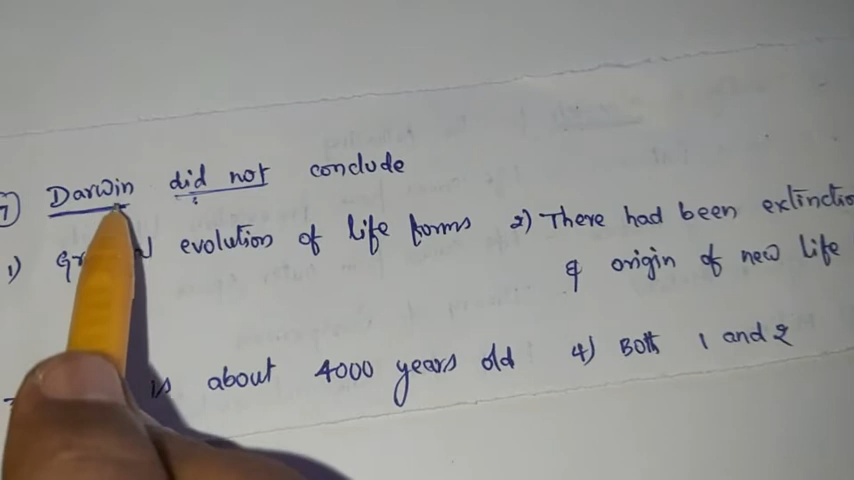 7) Darwin did not conclude
1) evolution of life forms 2) There had been extinctio
& origin of new life
is about 4000 years old 4) Both 1 and 2